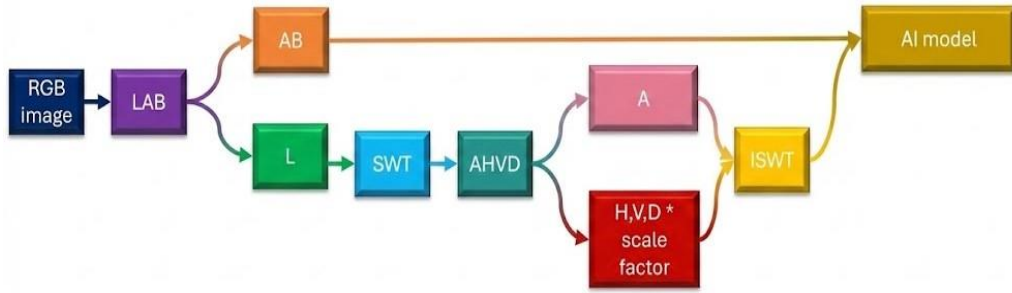 RGB
image
LAB
AB
L
SWT
AHVD
A
H,V,D *
scale
factor
ISWT
AI model